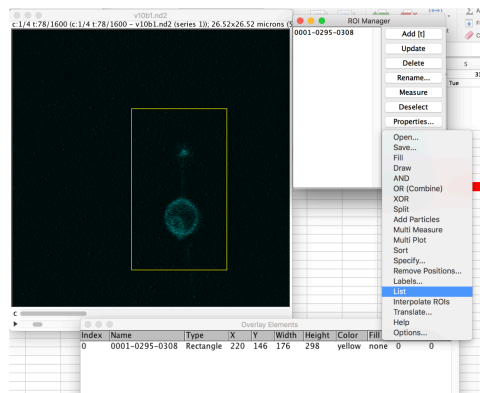 v10b1.nd2
c:1/4 t:78/1600 (c:1/4 t:78/1600 - v10b1.nd2 (series 1)); 26.52x26.52 microns (5
ROI Manager
0001-0295-0308
Add [t]
Update
Delete
Rename...
Measure
Deselect
Properties...
Open...
Save...
Fill
Draw
AND
OR (Combine)
XOR
Split
Add Particles
Multi Measure
Multi Plot
Sort
Specify...
Remove Positions...
Labels...
List
Interpolate ROIs
Translate...
Help
Options...
S
Tue
c
Overlay Elements
Index Name Type X Y Width Height Color Fill
0 0001-0295-0308 Rectangle 220 146 176 298 yellow none 0 0